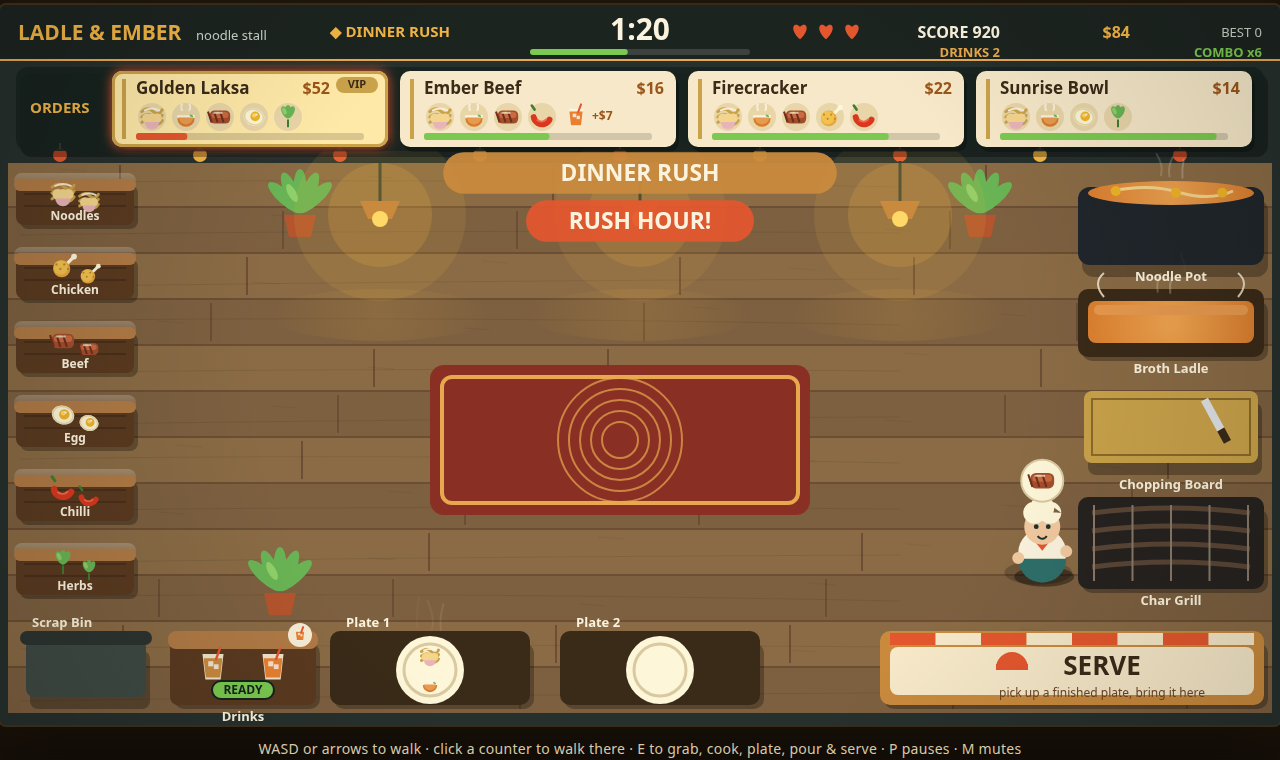 LADLE & EMBER noodle stall
DINNER RUSH
1:20
SCORE 920
$84
BEST 0
DRINKS 2
COMBO x6
ORDERS
Golden Laksa $52 VIP
Ember Beef $16
+7
Firecracker $22
Sunrise Bowl $14
DINNER RUSH
RUSH HOUR!
Noodles
Chicken
Beef
Egg
Chilli
Herbs
Noodle Pot
Broth Ladle
Chopping Board
Char Grill
Scrap Bin
READY
Drinks
Plate 1
Plate 2
SERVE
pick up a finished plate, bring it here
WASD or arrows to walk · click a counter to walk there · E to grab, cook, plate, pour & serve · P pauses · M mutes